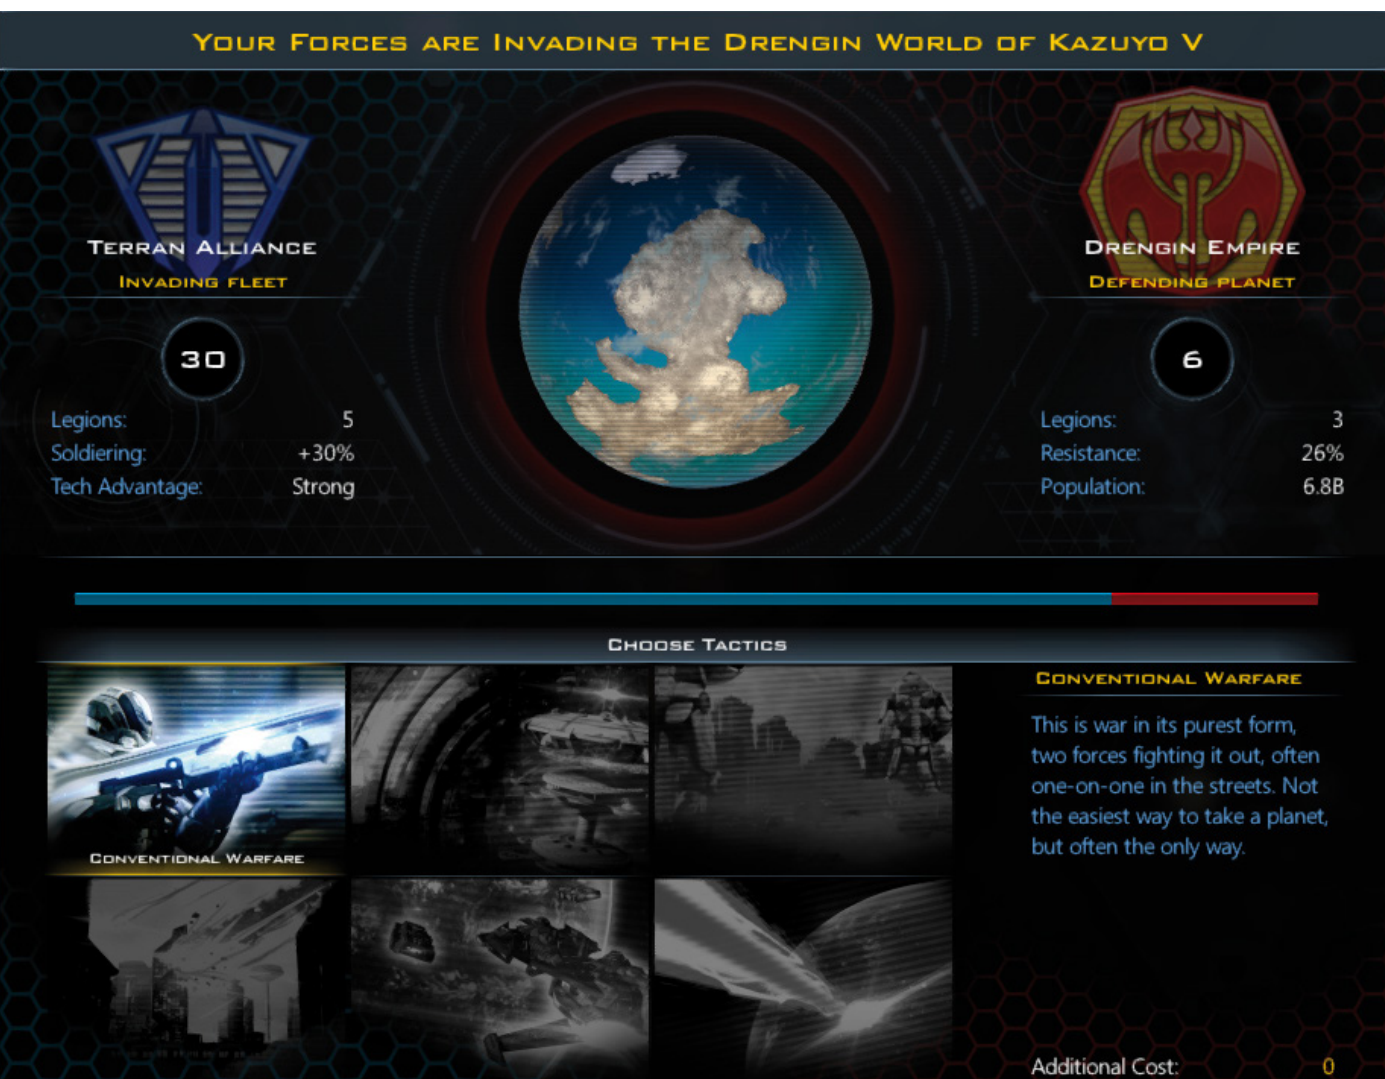 Your Forces are Invading the Drengin World of Kazuyo V
Terran Alliance
Invading fleet
30
Legions: 5
Soldiering: +30%
Tech Advantage: Strong
Drengin Empire
Defending planet
6
Legions: 3
Resistance: 26%
Population: 6.8B
Choose Tactics
Conventional Warfare
Conventional Warfare
This is war in its purest form,
two forces fighting it out, often
one-on-one in the streets. Not
the easiest way to take a planet,
but often the only way.
Additional Cost: 0